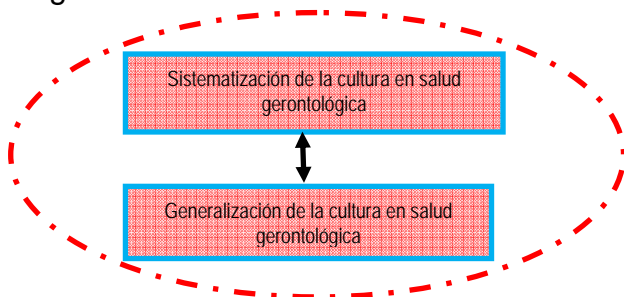 Sistematización de la cultura en salud
gerontológica
Generalización de la cultura en salud
gerontológica